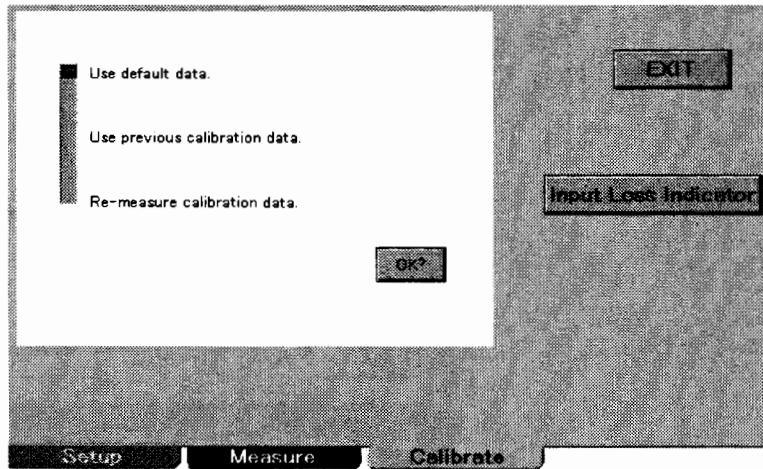 Use default data.
EXIT
Use previous calibration data.
Input Loss Indicator
Re-measure calibration data.
OK?
Setup
Measure
Calibrate